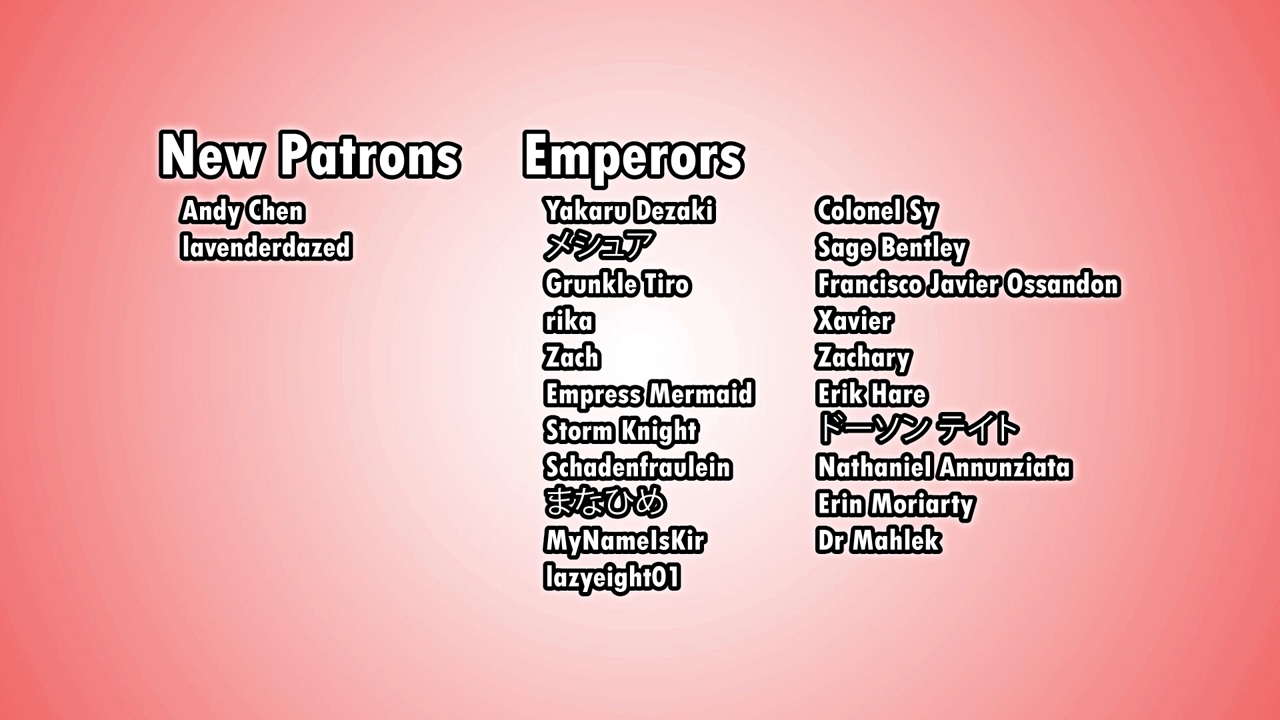 New Patrons
Andy Chen
lavenderdazed
Emperors
Yakaru Dezaki
メシュア
Grunkle Tiro
rika
Zach
Empress Mermaid
Storm Knight
Schadenfraulein
まなひめ
MyNameIsKir
lazyeight01
Colonel Sy
Sage Bentley
Francisco Javier Ossandon
Xavier
Zachary
Erik Hare
ドーソン テイト
Nathaniel Annunziata
Erin Moriarty
Dr Mahlek